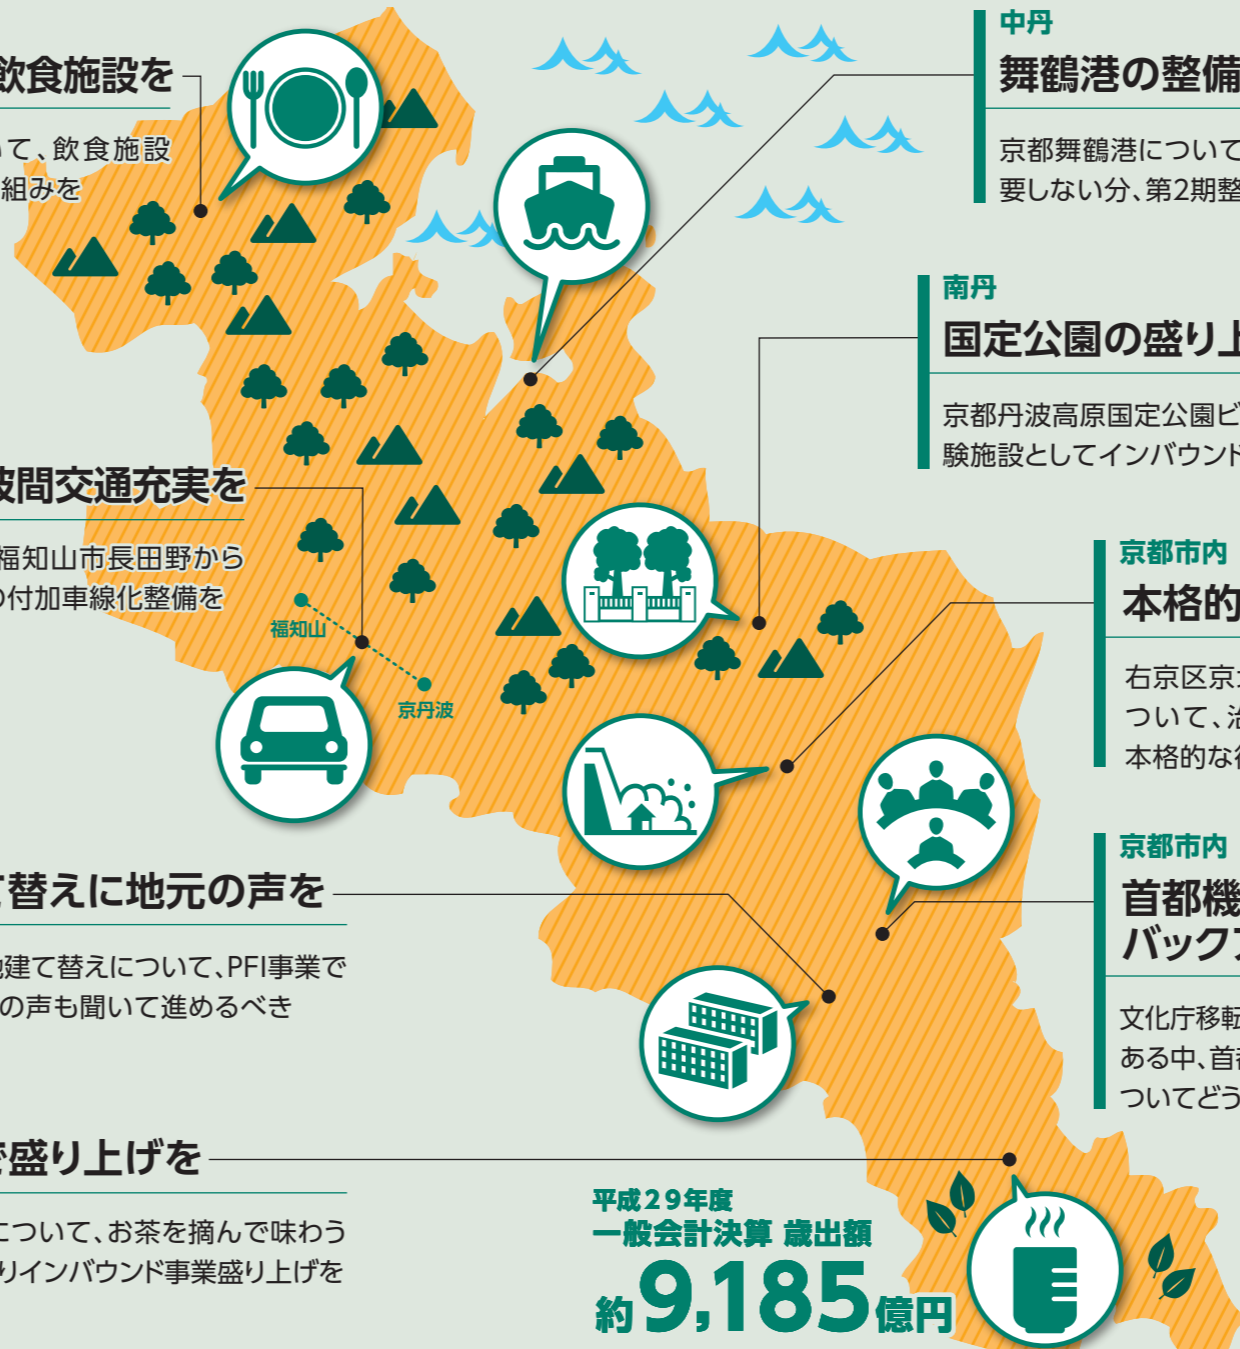 飲食施設を
いて、飲食施設
組みを
中丹
舞鶴港の整備
京都舞鶴港について
要しない分、第2期整
南丹
国定公園の盛り上
京都丹波高原国定公園ビ
験施設としてインバウンド
波間交通充実を
福知山市長田野から
の付加車線化整備を
福知山
京丹波
京都市内
本格的
右京区京
ついて、治
本格的な復
て替えに地元の声を
地建て替えについて、PFI事業で
の声も聞いて進めるべき
京都市内
首都機
バックア
文化庁移転
ある中、首都
ついてどう
で盛り上げを
について、お茶を摘んで味わう
りインバウンド事業盛り上げを
平成29年度
一般会計決算 歳出額
約9,185億円